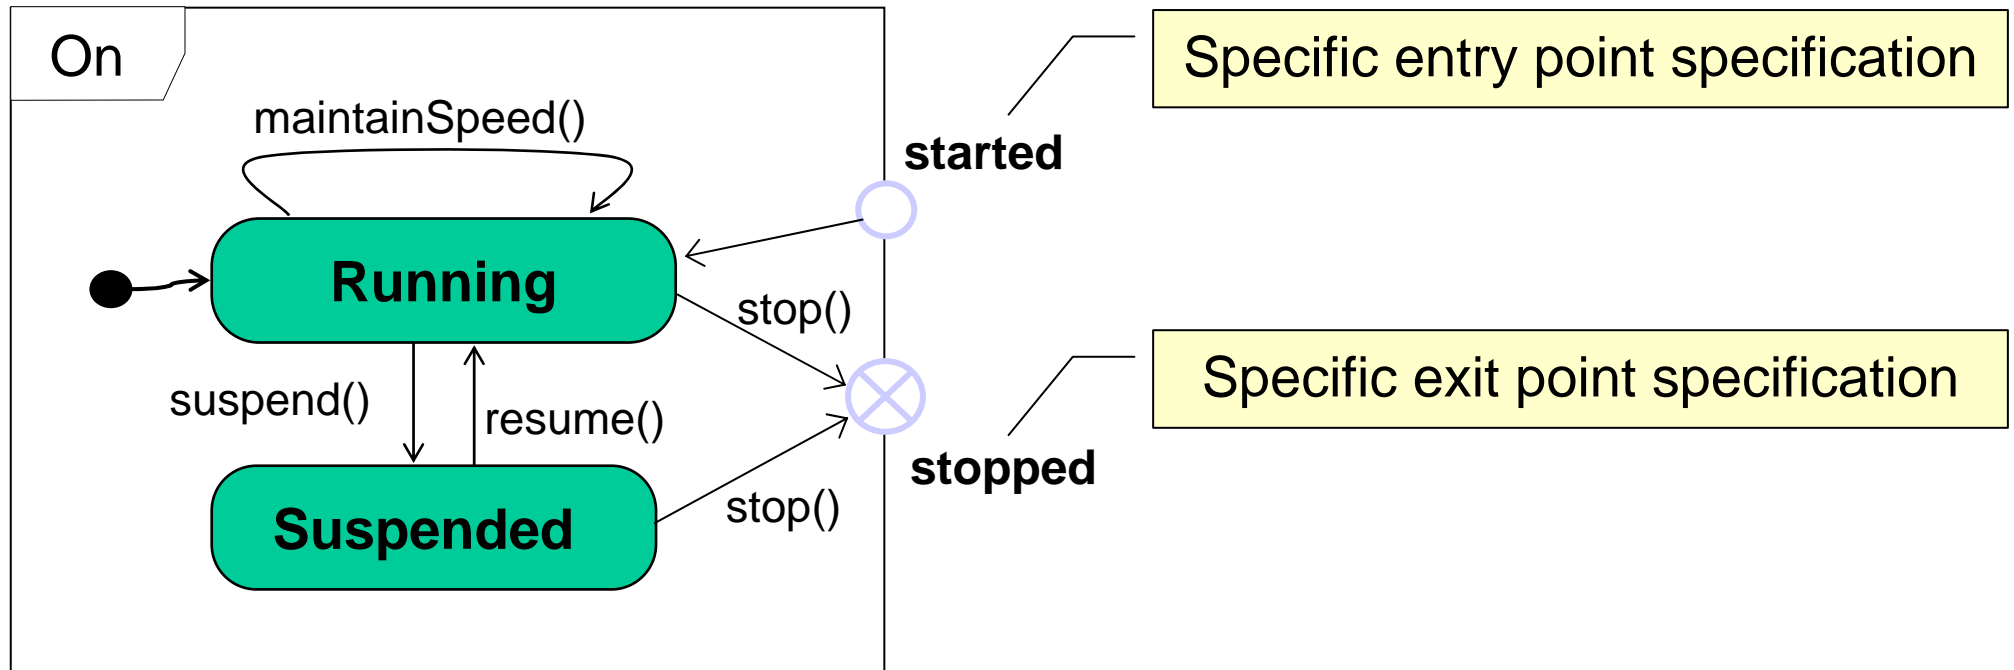 On
Specific entry point specification
maintainSpeed()
started
Running
stop()
Specific exit point specification
suspend()
resume()
stopped
stop()
Suspended